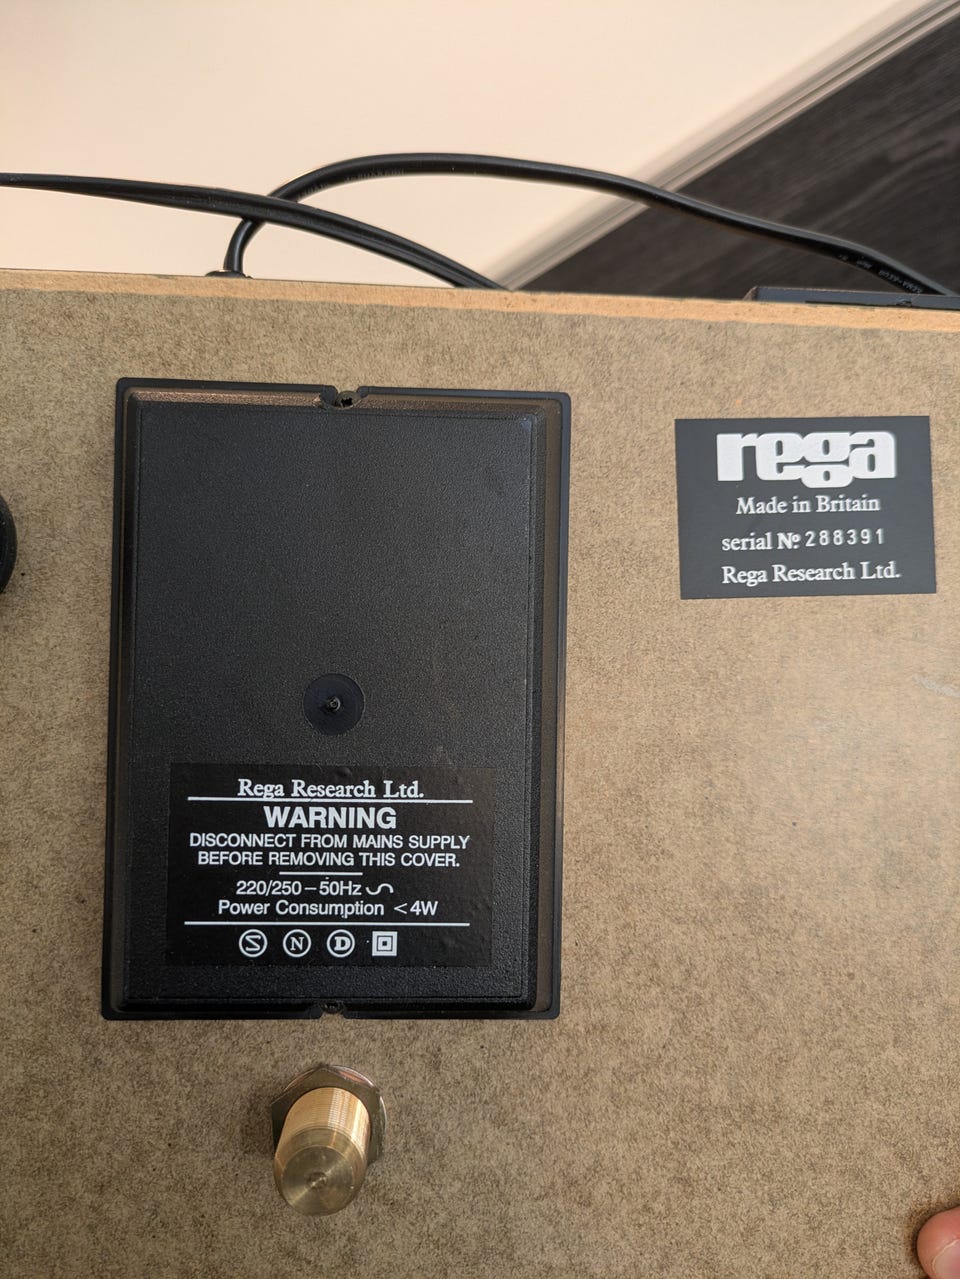 rega
Made in Britain
serial Nº 288391
Rega Research Ltd.
Rega Research Ltd.
WARNING
DISCONNECT FROM MAINS SUPPLY
BEFORE REMOVING THIS COVER.
220/250 – 50Hz
Power Consumption <4W
S N D